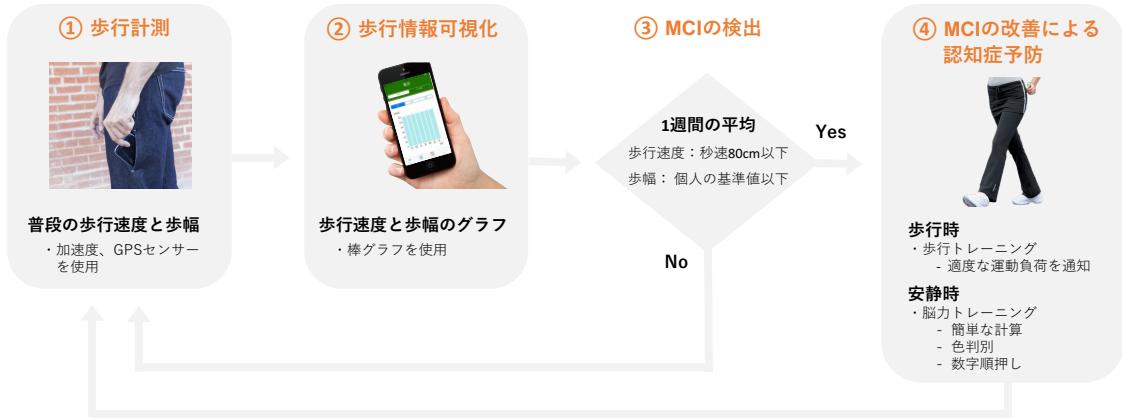 ① 歩行計測
普段の歩行速度と歩幅
・加速度、GPSセンサー
を使用
② 歩行情報可視化
歩行速度と歩幅のグラフ
・棒グラフを使用
③ MCIの検出
1週間の平均
歩行速度：秒速80cm以下
歩幅： 個人の基準値以下
Yes
No
④ MCIの改善による
認知症予防
歩行時
・歩行トレーニング
- 適度な運動負荷を通知
安静時
・脳力トレーニング
- 簡単な計算
- 色判別
- 数字順押し